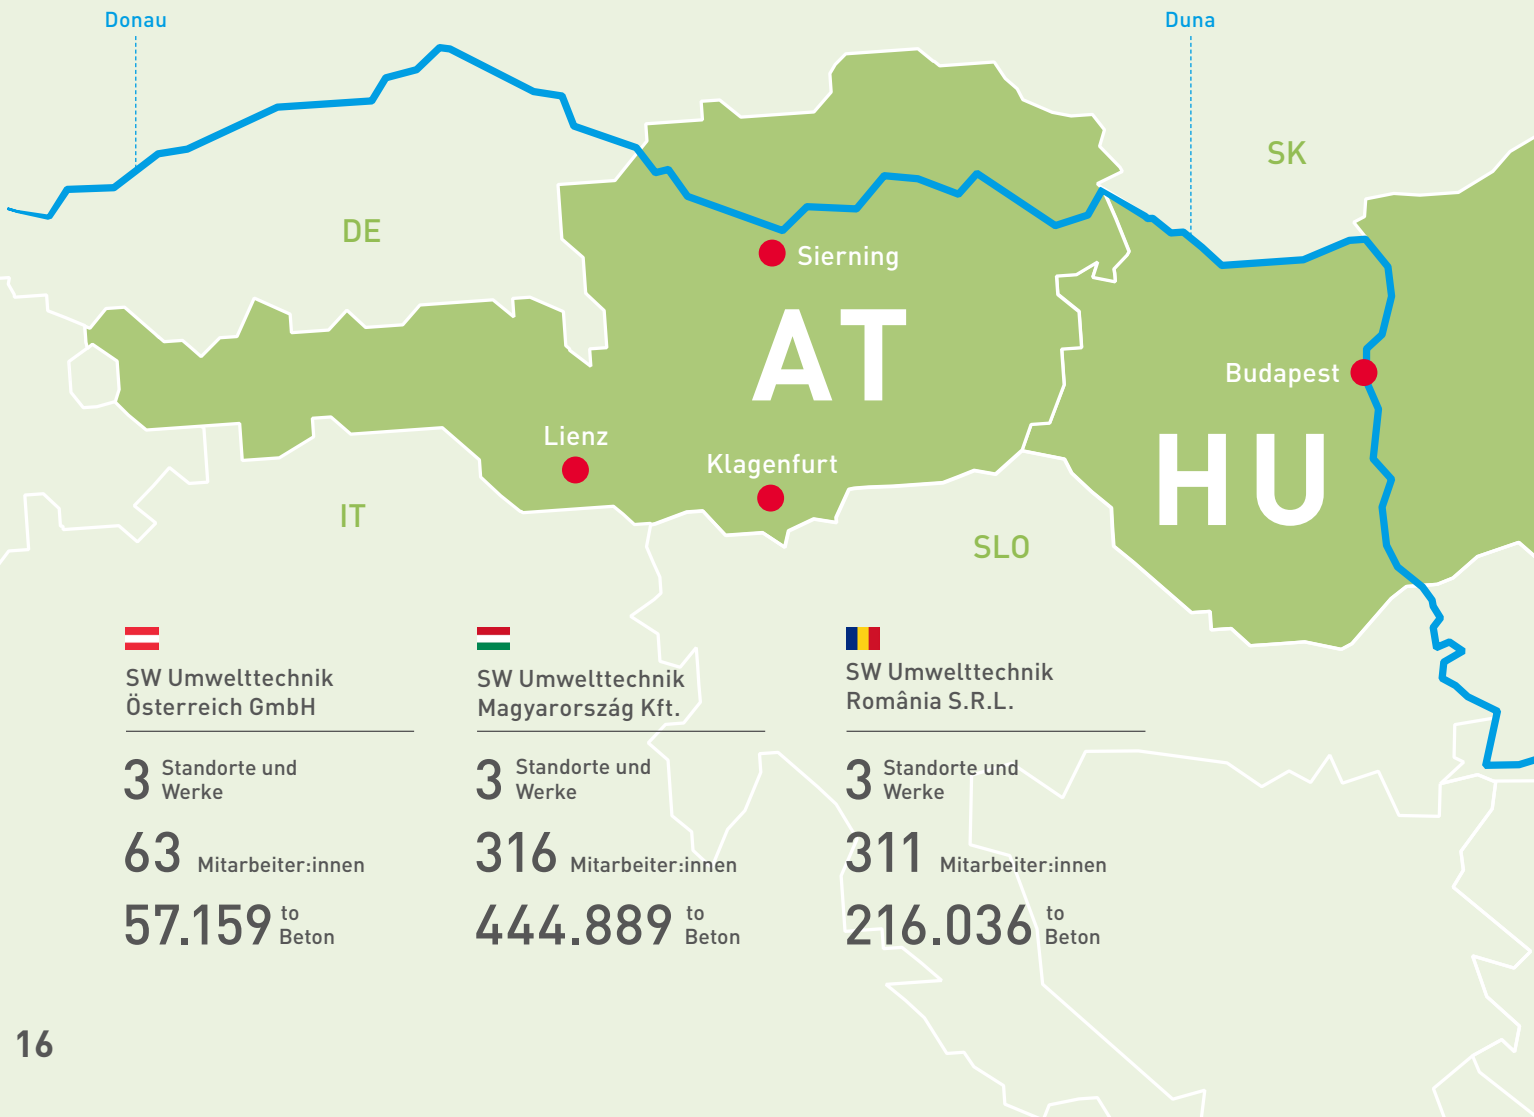 Donau
Duna
SK
DE
Sierning
AT
Budapest
Lienz
Klagenfurt
HU
IT
SLO
SW Umwelttechnik
Österreich GmbH
3 Standorte und
Werke
63 Mitarbeiter:innen
57.159 to
Beton
SW Umwelttechnik
Magyarország Kft.
3 Standorte und
Werke
316 Mitarbeiter:innen
444.889 to
Beton
SW Umwelttechnik
România S.R.L.
3 Standorte und
Werke
311 Mitarbeiter:innen
216.036 to
Beton
16